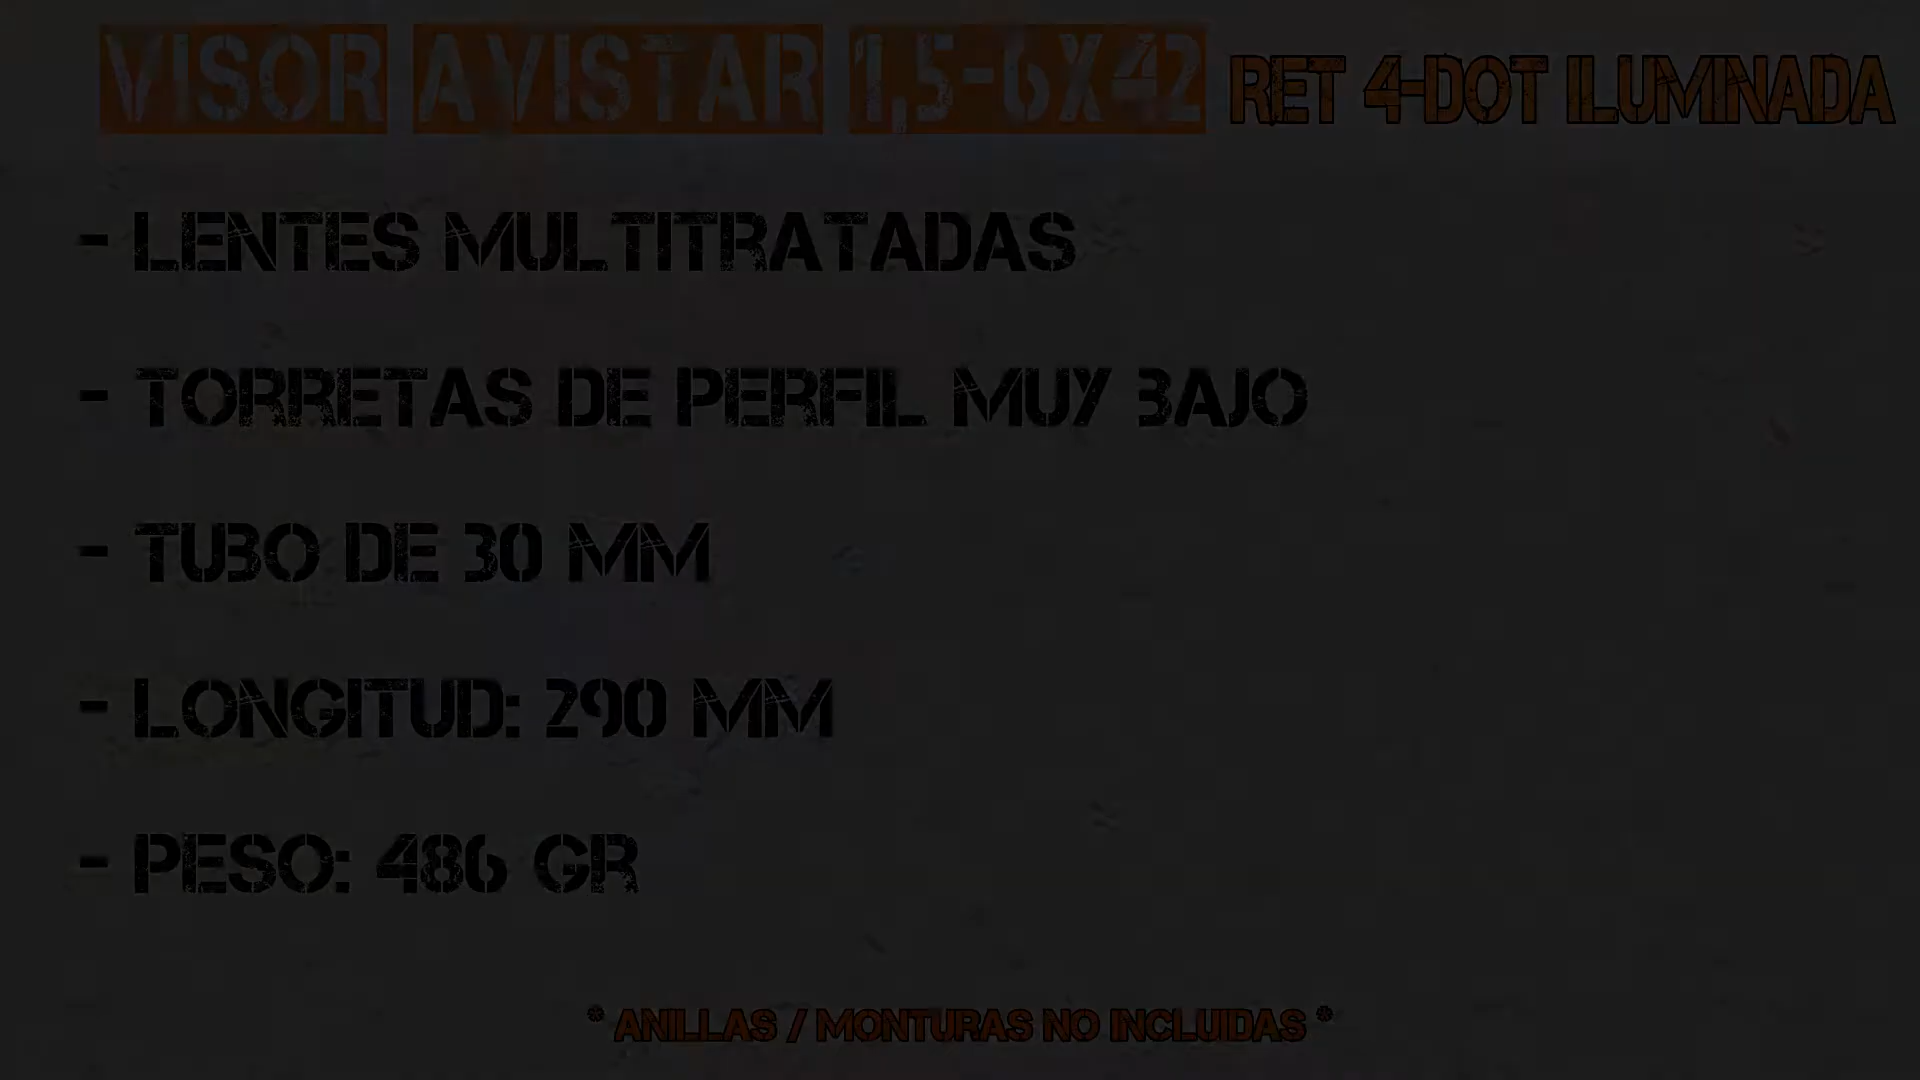 VISOR AVISTAR 1,5-6X42 RET 4-DOT ILUMINADA
- LENTES MULTITRATADAS
- TORRETAS DE PERFIL MUY BAJO
- TUBO DE 30 MM
- LONGITUD: 290 MM
- PESO: 486 GR
* ANILLAS / MONTURAS NO INCLUIDAS *